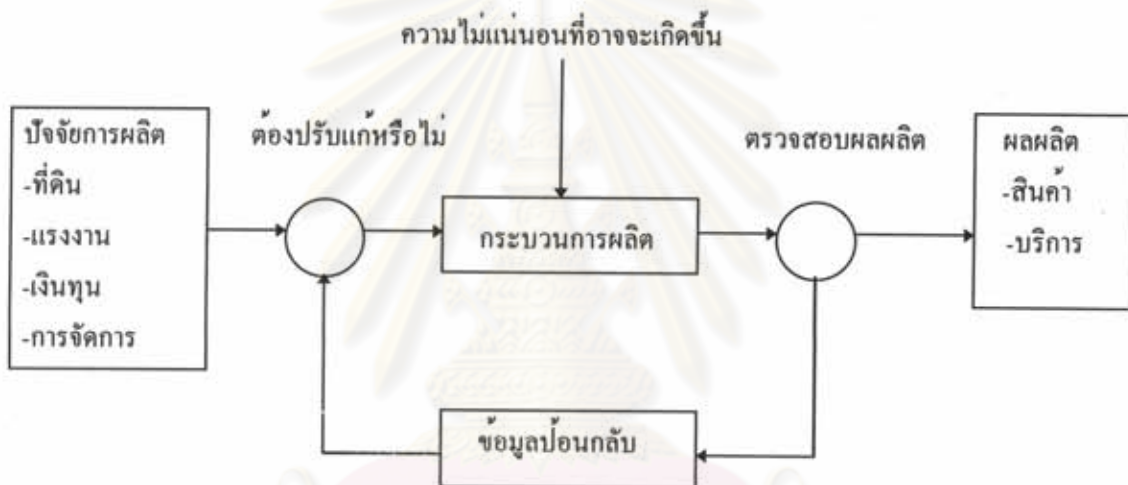 ความไม่แน่นอนที่อาจจะเกิดขึ้น
ปัจจัยการผลิต
-ที่ดิน
-แรงงาน
-เงินทุน
-การจัดการ
ต้องปรับแก้หรือไม่
กระบวนการผลิต
ตรวจสอบผลผลิต
ผลผลิต
-สินค้า
-บริการ
ข้อมูลป้อนกลับ